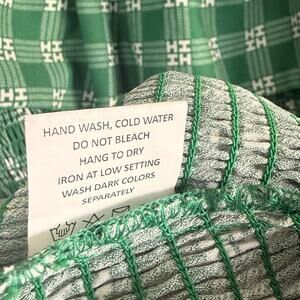 HAND WASH, COLD WATER
DO NOT BLEACH
HANG TO DRY
IRON AT LOW SETTING
WASH DARK COLORS
SEPARATELY